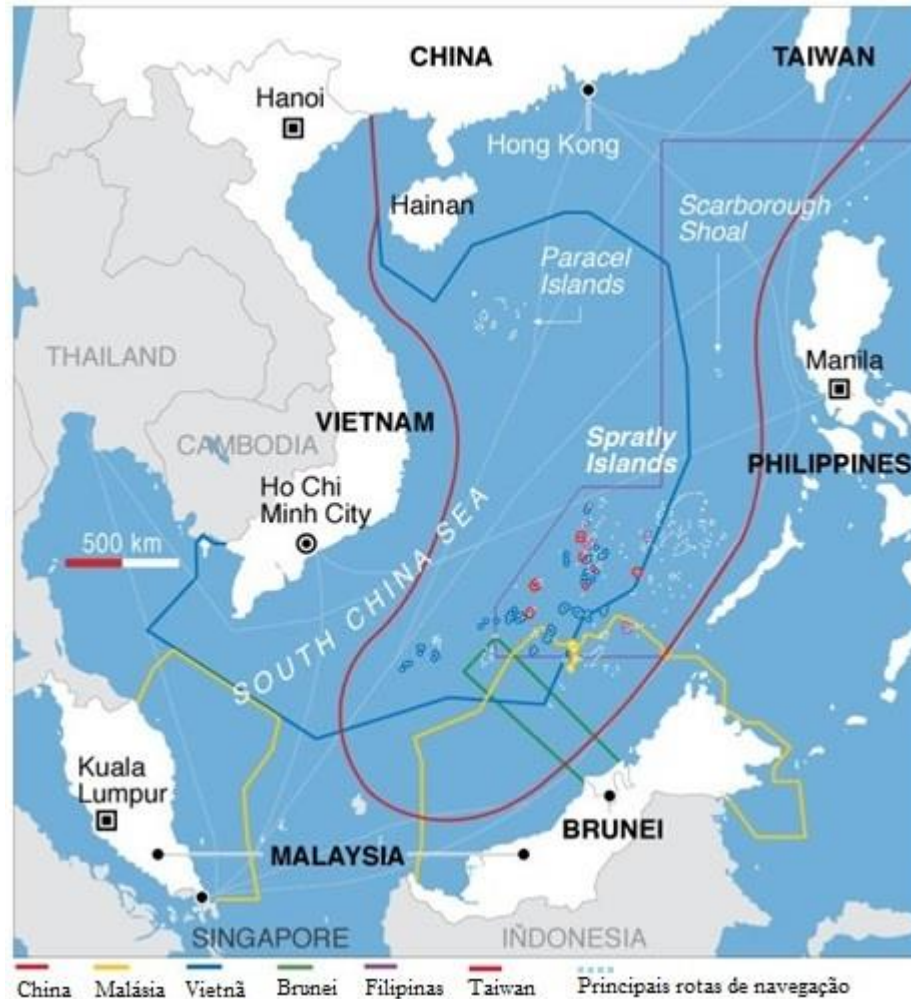 CHINA
TAIWAN
Hanoi
Hong Kong
Hainan
Scarborough
Shoal
Paracel
Islands
THAILAND
Manila
VIETNAM
CAMBODIA
Spratly
Islands
PHILIPPINES
Ho Chi
Minh City
500 km
SOUTH CHINA SEA
Kuala
Lumpur
BRUNEI
MALAYSIA
SINGAPORE
INDONESIA
China Malásia Vietnã Brunei Filipinas Taiwan Principais rotas de navegação